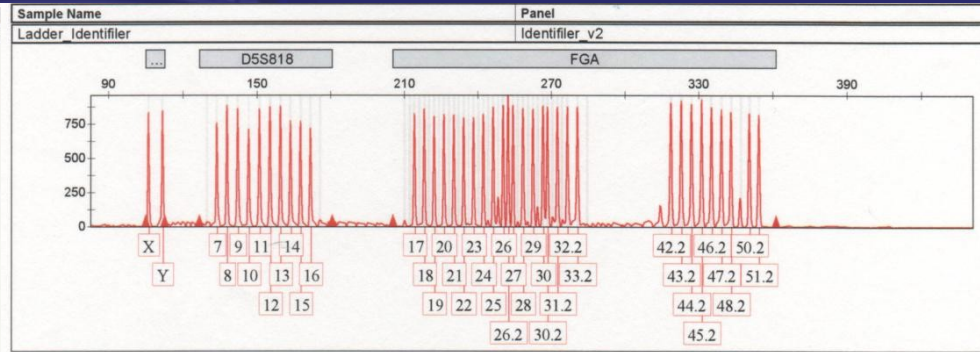 Sample Name Panel
Ladder_Identifiler Identifiler_v2
... D5S818 FGA
90 150 210 270 330 390
750
500
250
0
X 7 9 11 14 17 20 23 26 29 32.2 42.2 46.2 50.2
Y 8 10 13 16 18 21 24 27 30 33.2 43.2 47.2 51.2
12 15 19 22 25 28 31.2 44.2 48.2
26.2 30.2 45.2